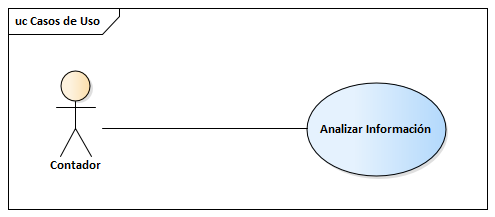 uc Casos de Uso
Analizar Información
Contador